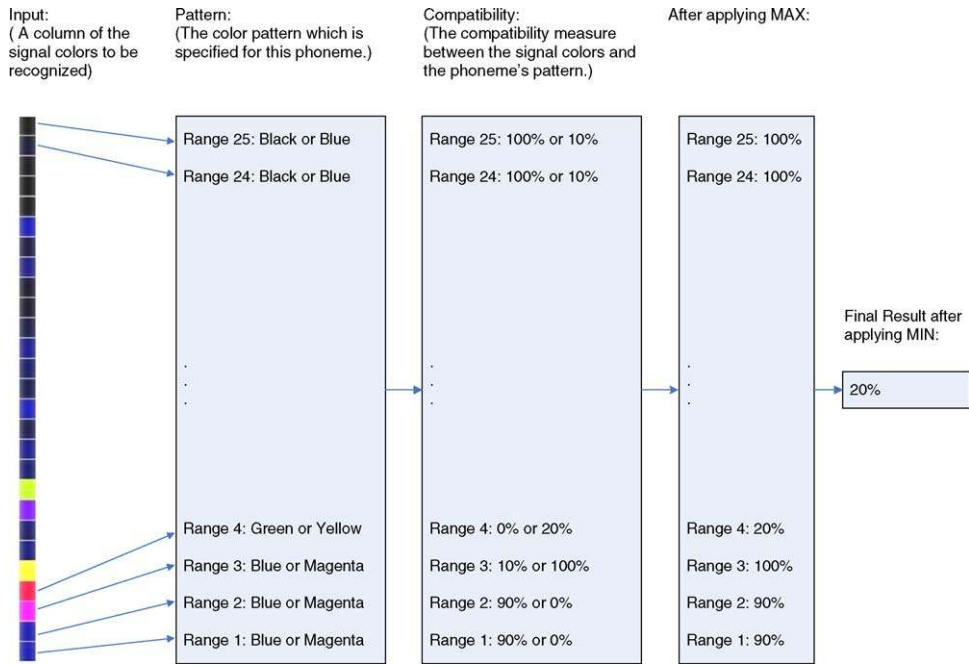 Input:
( A column of the
signal colors to be
recognized)
Pattern:
(The color pattern which is
specified for this phoneme.)
Compatibility:
(The compatibility measure
between the signal colors and
the phoneme's pattern.)
After applying MAX:
Range 25: Black or Blue
Range 24: Black or Blue
.
.
.
Range 4: Green or Yellow
Range 3: Blue or Magenta
Range 2: Blue or Magenta
Range 1: Blue or Magenta
Range 25: 100% or 10%
Range 24: 100% or 10%
.
.
.
Range 4: 0% or 20%
Range 3: 10% or 100%
Range 2: 90% or 0%
Range 1: 90% or 0%
Range 25: 100%
Range 24: 100%
.
.
.
Range 4: 20%
Range 3: 100%
Range 2: 90%
Range 1: 90%
Final Result after
applying MIN:
20%